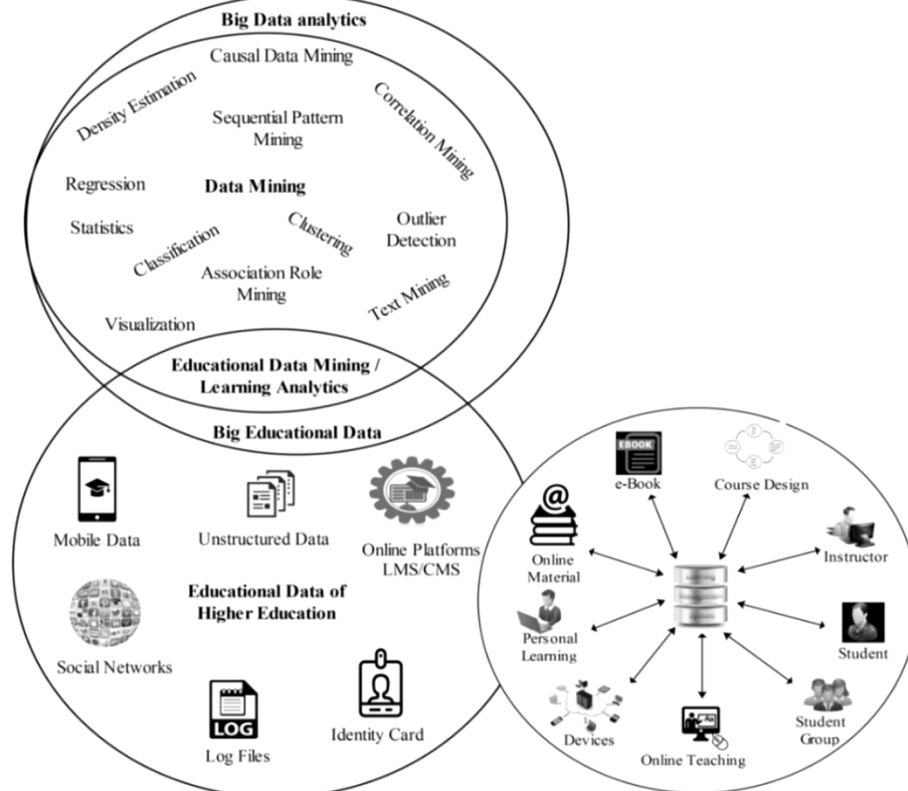 Big Data analytics
Causal Data Mining
Density Estimation
Correlation Mining
Sequential Pattern
Mining
Regression
Data Mining
Statistics
Classification
Clustering
Outlier
Detection
Association Role
Mining
Text Mining
Visualization
Educational Data Mining /
Learning Analytics
Big Educational Data
Mobile Data
Unstructured Data
Online Platforms
LMS/CMS
Educational Data of
Higher Education
Social Networks
LOG
Log Files
Identity Card
EBOOK
e-Book
Course Design
@
Online
Material
Instructor
Learning
Personal
Learning
Student
Devices
Aa
Online Teaching
Student
Group